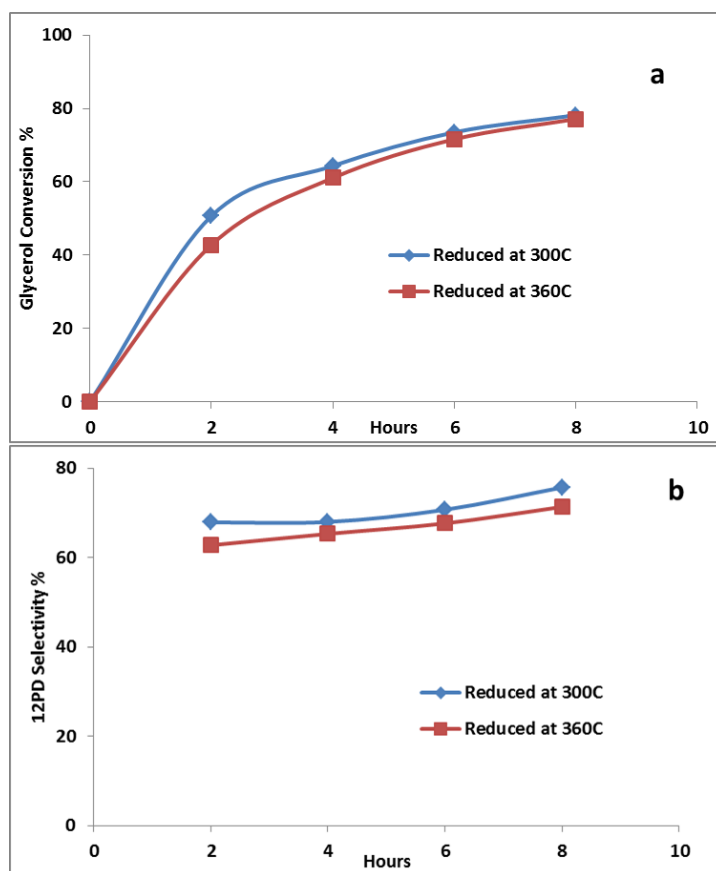 a
Glycerol Conversion %
100
80
60
40
20
0
Reduced at 300C
Reduced at 360C
0 2 4 6 8 10
Hours
b
12PD Selectivity %
80
60
40
20
0
Reduced at 300C
Reduced at 360C
0 2 4 6 8 10
Hours